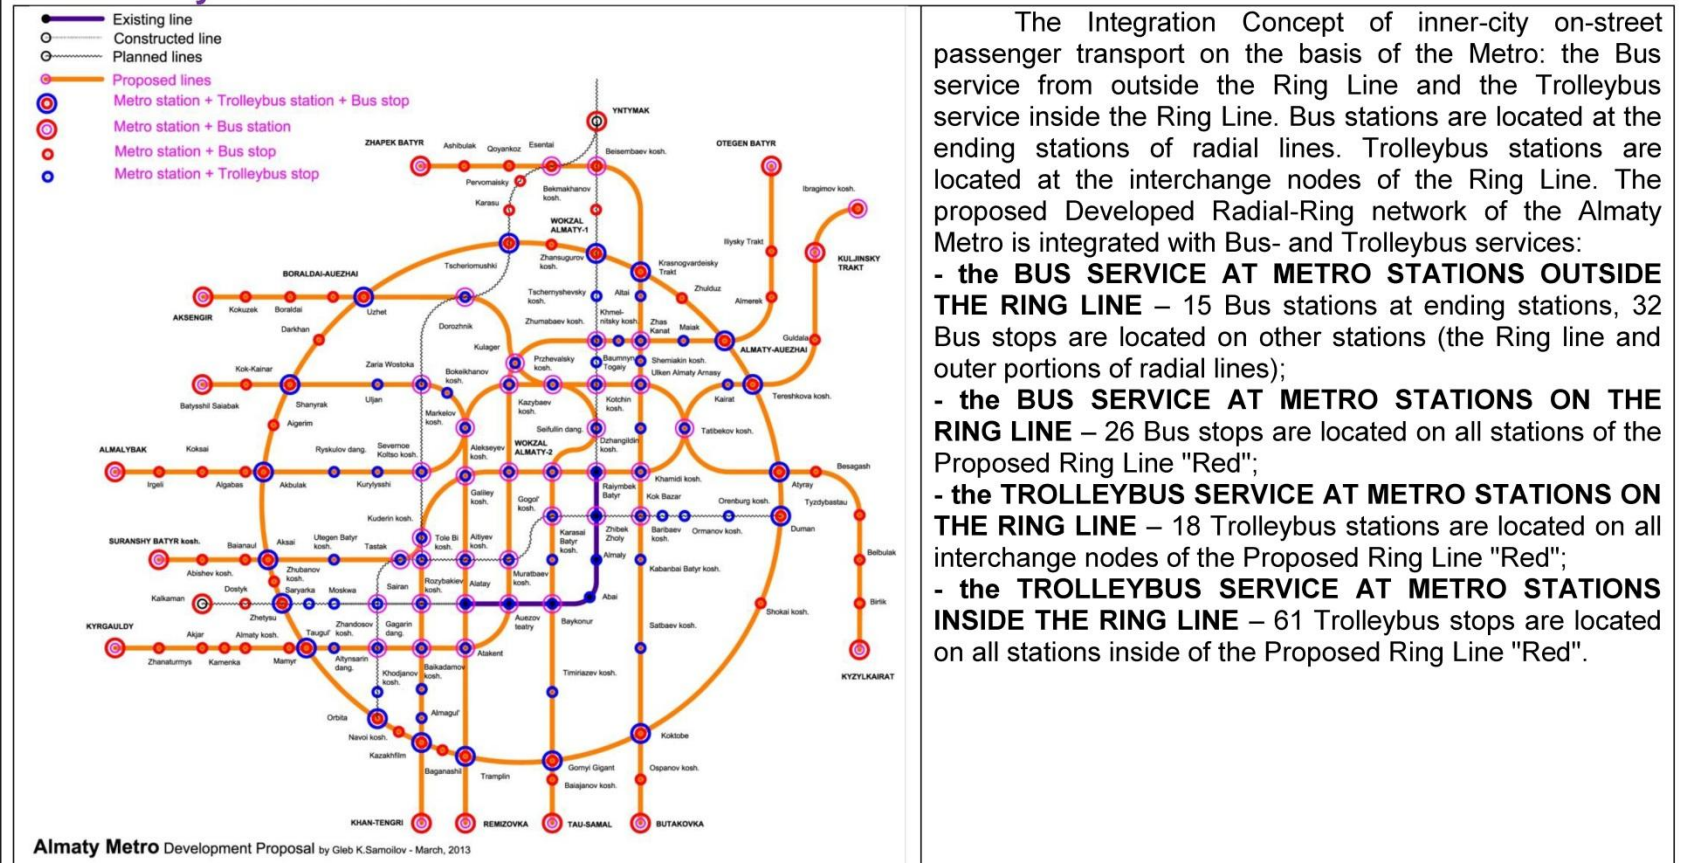 Existing line
Constructed line
Planned lines
Proposed lines
Metro station + Trolleybus station + Bus stop
Metro station + Bus station
Metro station + Bus stop
Metro station + Trolleybus stop
YNTYMAK
ZHAPEK BATYR
Ashibulak
Qoyankoz
Esentai
Beisembaev kosh.
OTEGEN BATYR
Pervomaisky
Bekmakhanov
kosh.
Ibragimov kosh.
Karasu
WOKZAL
ALMATY-1
Iliysky Trakt
KULJINSKY
TRAKT
Tscheriomushki
Zhansugurov
kosh.
Krasnogvardeisky
Trakt
BORALDAI-AUEZHAI
Zhulduz
Tschernyshevsky
kosh.
Altai
Almerek
AKSENGIR
Kokuzek
Boraldai
Uzhet
Darkhan
Dorozhnik
Zhumabaev kosh.
Khmel-
nitsky kosh.
Zhas
Kanat
Maiak
Guldala
ALMATY-AUEZHAI
Kulager
Przhevalsky
kosh.
Baumnyn
Togaiy
Shemiakin kosh.
Ulken Almaty Arnasy
Kok-Kainar
Zaria Wostoka
Bokeikhanov
kosh.
Batysshil Saiabak
Shanyrak
Uljan
Kazybaev
kosh.
Kotchin
kosh.
Kairat
Tereshkova kosh.
Markelov
kosh.
Aigerim
Seifullin dang.
Tatibekov kosh.
ALMALYBAK
Koksai
Ryskulov dang.
Severnoe
Koltso kosh.
Alekseyev
kosh.
WOKZAL
ALMATY-2
Dzhangildin
kosh.
Besagash
Irgeli
Algabas
Akbulak
Kurylysshi
Khamidi kosh.
Atyray
Galiley
kosh.
Gogol'
kosh.
Raiymbek
Batyr
Kok Bazar
Orenburg kosh.
Tyzdybastau
Kuderin kosh.
SURANSHY BATYR kosh.
Baianaul
Aksai
Utegen Batyr
kosh.
Tastak
Tole Bi
kosh.
Altiyev
kosh.
Karasai
Batyr
kosh.
Zhibek
Zholy
Baribaev
kosh.
Ormanov kosh.
Duman
Abishev kosh.
Zhubanov
kosh.
Muratbaev
kosh.
Almaly
Kabanbai Batyr kosh.
Belbulak
Kalkaman
Dostyk
Saryarka
Moskwa
Sairan
Rozybakiev
kosh.
Alatay
Abai
Zhetysu
Auezov
teatry
Baykonur
Birlik
Shokai kosh.
KYRGAULDY
Akjar
Almaty kosh.
Taugul'
Zhandosov
kosh.
Gagarin
dang.
Satbaev kosh.
Zhanaturmys
Kamenka
Mamyr
Altynsarin
dang.
Baikadamov
kosh.
Atakent
KYZYLKAIRAT
Khodjanov
kosh.
Timiriazev kosh.
Orbita
Almagul'
Navoi kosh.
Koktobe
Kazakhfilm
Baganashil
Tramplin
Gornyi Gigant
Ospanov kosh.
Baiajanov kosh.
KHAN-TENGRI
REMIZOVKA
TAU-SAMAL
BUTAKOVKA
Almaty Metro Development Proposal by Gleb K.Samoilov - March, 2013
The Integration Concept of inner-city on-street
passenger transport on the basis of the Metro: the Bus
service from outside the Ring Line and the Trolleybus
service inside the Ring Line. Bus stations are located at the
ending stations of radial lines. Trolleybus stations are
located at the interchange nodes of the Ring Line. The
proposed Developed Radial-Ring network of the Almaty
Metro is integrated with Bus- and Trolleybus services:
- the BUS SERVICE AT METRO STATIONS OUTSIDE
THE RING LINE – 15 Bus stations at ending stations, 32
Bus stops are located on other stations (the Ring line and
outer portions of radial lines);
- the BUS SERVICE AT METRO STATIONS ON THE
RING LINE – 26 Bus stops are located on all stations of the
Proposed Ring Line "Red";
- the TROLLEYBUS SERVICE AT METRO STATIONS ON
THE RING LINE – 18 Trolleybus stations are located on all
interchange nodes of the Proposed Ring Line "Red";
- the TROLLEYBUS SERVICE AT METRO STATIONS
INSIDE THE RING LINE – 61 Trolleybus stops are located
on all stations inside of the Proposed Ring Line "Red".